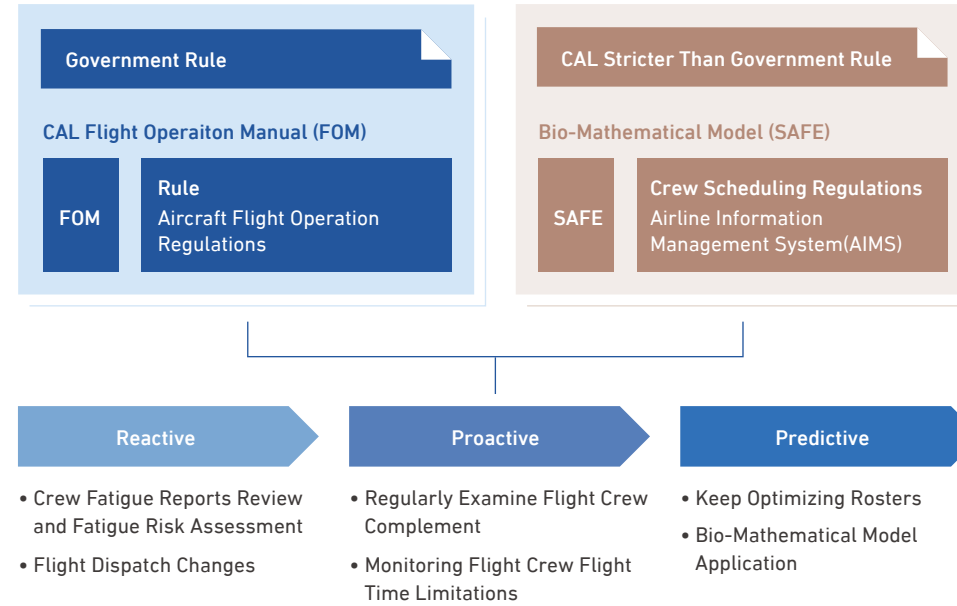 Government Rule
CAL Flight Operaiton Manual (FOM)
FOM
Rule
Aircraft Flight Operation
Regulations
CAL Stricter Than Government Rule
Bio-Mathematical Model (SAFE)
SAFE
Crew Scheduling Regulations
Airline Information
Management System(AIMS)
Reactive
• Crew Fatigue Reports Review
and Fatigue Risk Assessment
• Flight Dispatch Changes
Proactive
• Regularly Examine Flight Crew
Complement
• Monitoring Flight Crew Flight
Time Limitations
Predictive
• Keep Optimizing Rosters
• Bio-Mathematical Model
Application